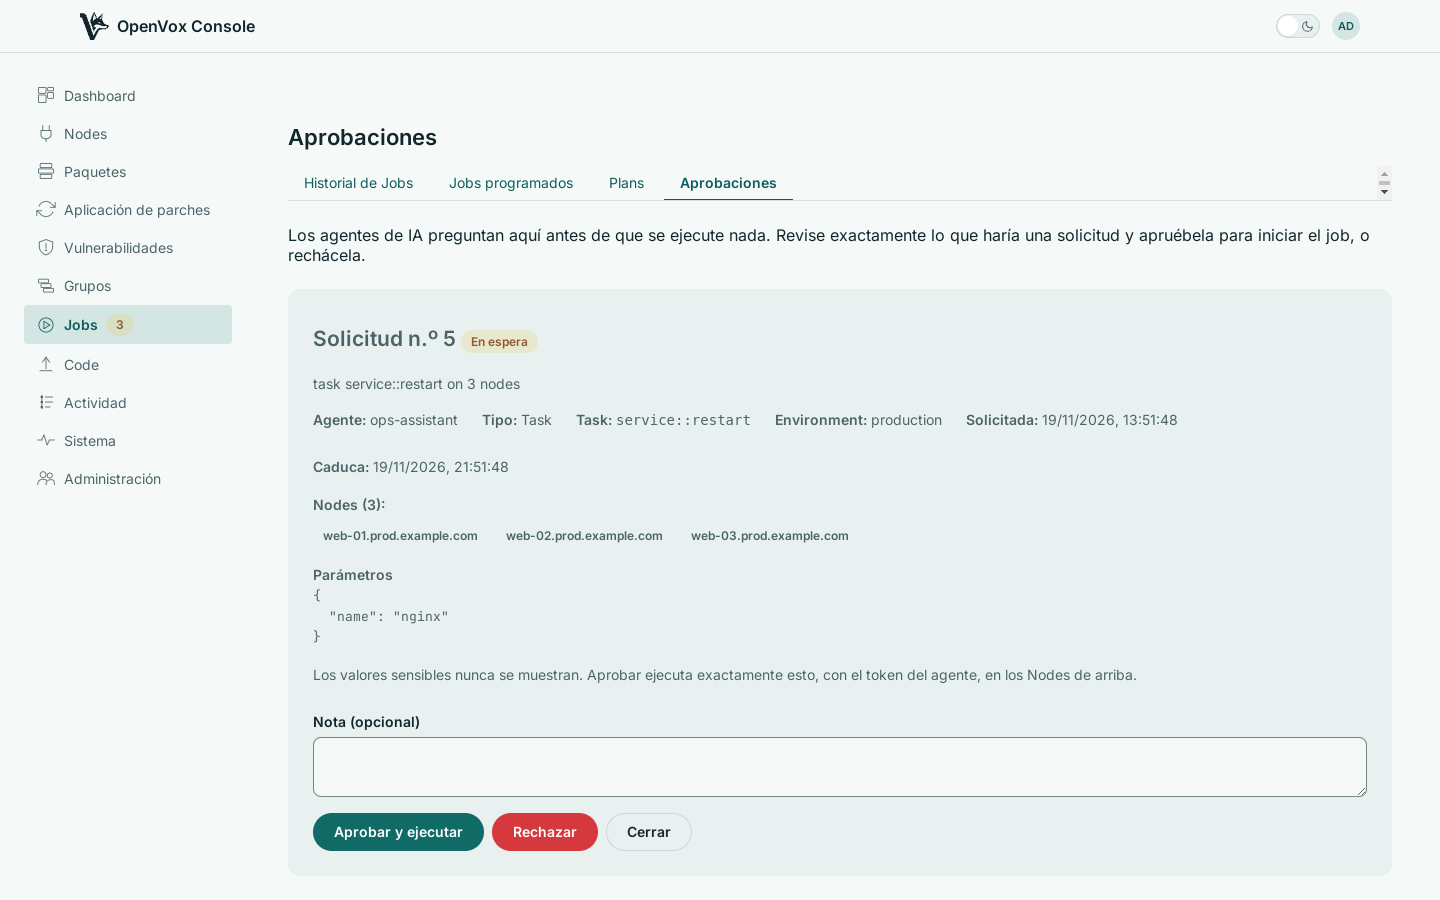 OpenVox Console
AD
Dashboard
Nodes
Paquetes
Aplicación de parches
Vulnerabilidades
Grupos
Jobs 3
Code
Actividad
Sistema
Administración
Aprobaciones
Historial de Jobs Jobs programados Plans Aprobaciones
Los agentes de IA preguntan aquí antes de que se ejecute nada. Revise exactamente lo que haría una solicitud y apruébela para iniciar el job, o
rechácela.
Solicitud n.º 5 En espera
task service::restart on 3 nodes
Agente: ops-assistant Tipo: Task Task: service::restart Environment: production Solicitada: 19/11/2026, 13:51:48
Caduca: 19/11/2026, 21:51:48
Nodes (3):
web-01.prod.example.com web-02.prod.example.com web-03.prod.example.com
Parámetros
{
  "name": "nginx"
}
Los valores sensibles nunca se muestran. Aprobar ejecuta exactamente esto, con el token del agente, en los Nodes de arriba.
Nota (opcional)
Aprobar y ejecutar Rechazar Cerrar